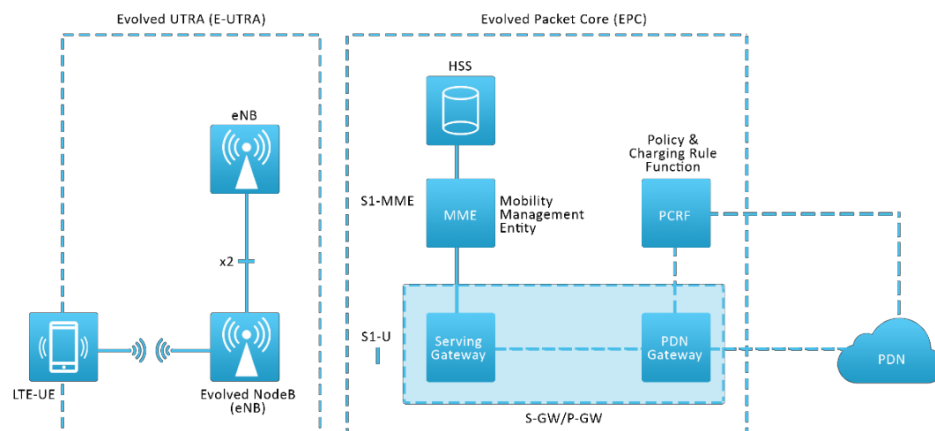 Evolved UTRA (E-UTRA)
Evolved Packet Core (EPC)
HSS
eNB
Policy &
Charging Rule
Function
S1-MME
MME
Mobility
Management
Entity
PCRF
x2
S1-U
Serving
Gateway
PDN
Gateway
PDN
LTE-UE
Evolved NodeB
(eNB)
S-GW/P-GW